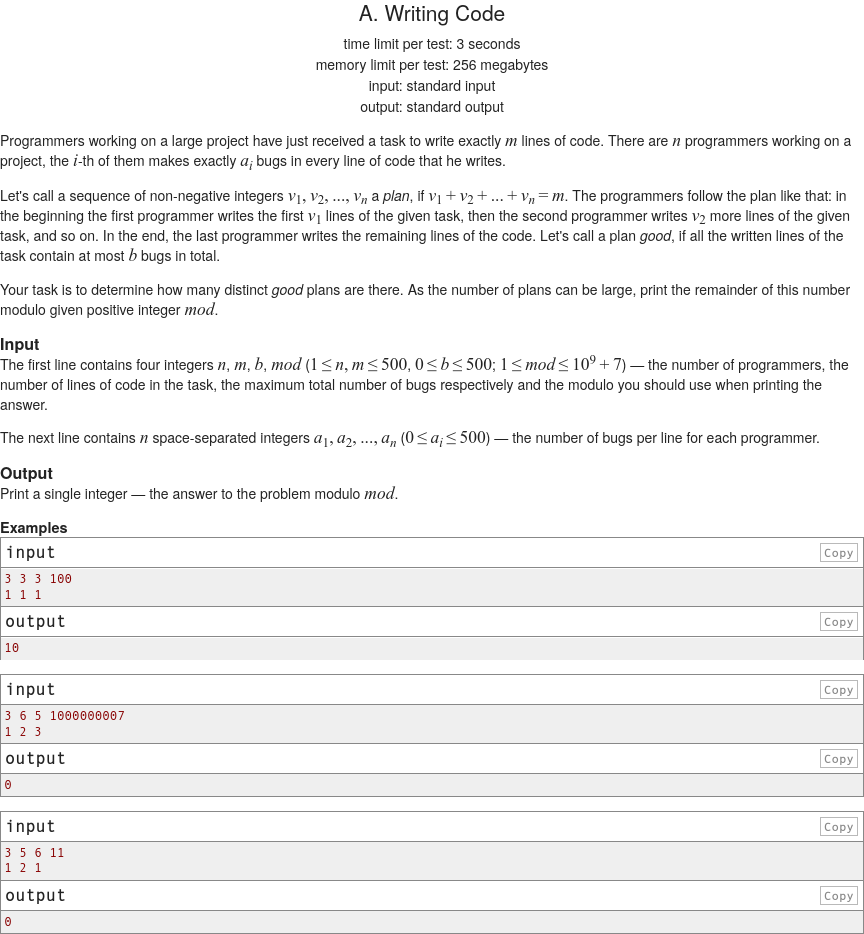 A. Writing Code
time limit per test: 3 seconds
memory limit per test: 256 megabytes
input: standard input
output: standard output
Programmers working on a large project have just received a task to write exactly m lines of code. There are n programmers working on a
project, the i-th of them makes exactly a_i bugs in every line of code that he writes.
Let's call a sequence of non-negative integers v_1, v_2, ..., v_n a plan, if v_1 + v_2 + ... + v_n = m. The programmers follow the plan like that: in
the beginning the first programmer writes the first v_1 lines of the given task, then the second programmer writes v_2 more lines of the given
task, and so on. In the end, the last programmer writes the remaining lines of the code. Let's call a plan good, if all the written lines of the
task contain at most b bugs in total.
Your task is to determine how many distinct good plans are there. As the number of plans can be large, print the remainder of this number
modulo given positive integer mod.
Input
The first line contains four integers n, m, b, mod (1 ≤ n, m ≤ 500, 0 ≤ b ≤ 500; 1 ≤ mod ≤ 10^9 + 7) — the number of programmers, the
number of lines of code in the task, the maximum total number of bugs respectively and the modulo you should use when printing the
answer.
The next line contains n space-separated integers a_1, a_2, ..., a_n (0 ≤ a_i ≤ 500) — the number of bugs per line for each programmer.
Output
Print a single integer — the answer to the problem modulo mod.
Examples
input Copy
3 3 3 100
1 1 1
output Copy
10
input Copy
3 6 5 1000000007
1 2 3
output Copy
0
input Copy
3 5 6 11
1 2 1
output Copy
0